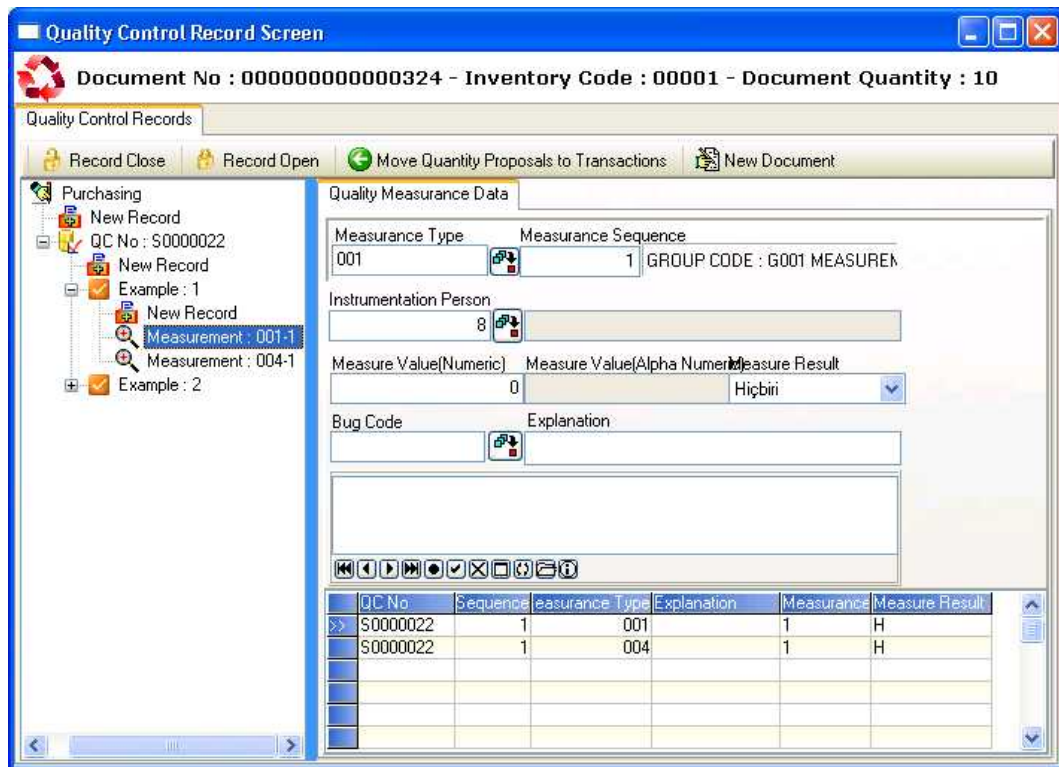 Quality Control Record Screen
Document No : 000000000000324 - Inventory Code : 00001 - Document Quantity : 10
Quality Control Records
Record Close Record Open Move Quantity Proposals to Transactions New Document
Purchasing
New Record
QC No : S0000022
New Record
Example : 1
New Record
Measurement : 001-1
Measurement : 004-1
Example : 2
Quality Measurance Data
Measurance Type Measurance Sequence
001 1 GROUP CODE : G001 MEASUREN
Instrumentation Person
8
Measure Value(Numeric) Measure Value(Alpha Numeri Measure Result
0 Hiçbiri
Bug Code Explanation
QC No Sequence easurance Type Explanation Measurance Measure Result
>> S0000022 1 001 1 H
S0000022 1 004 1 H